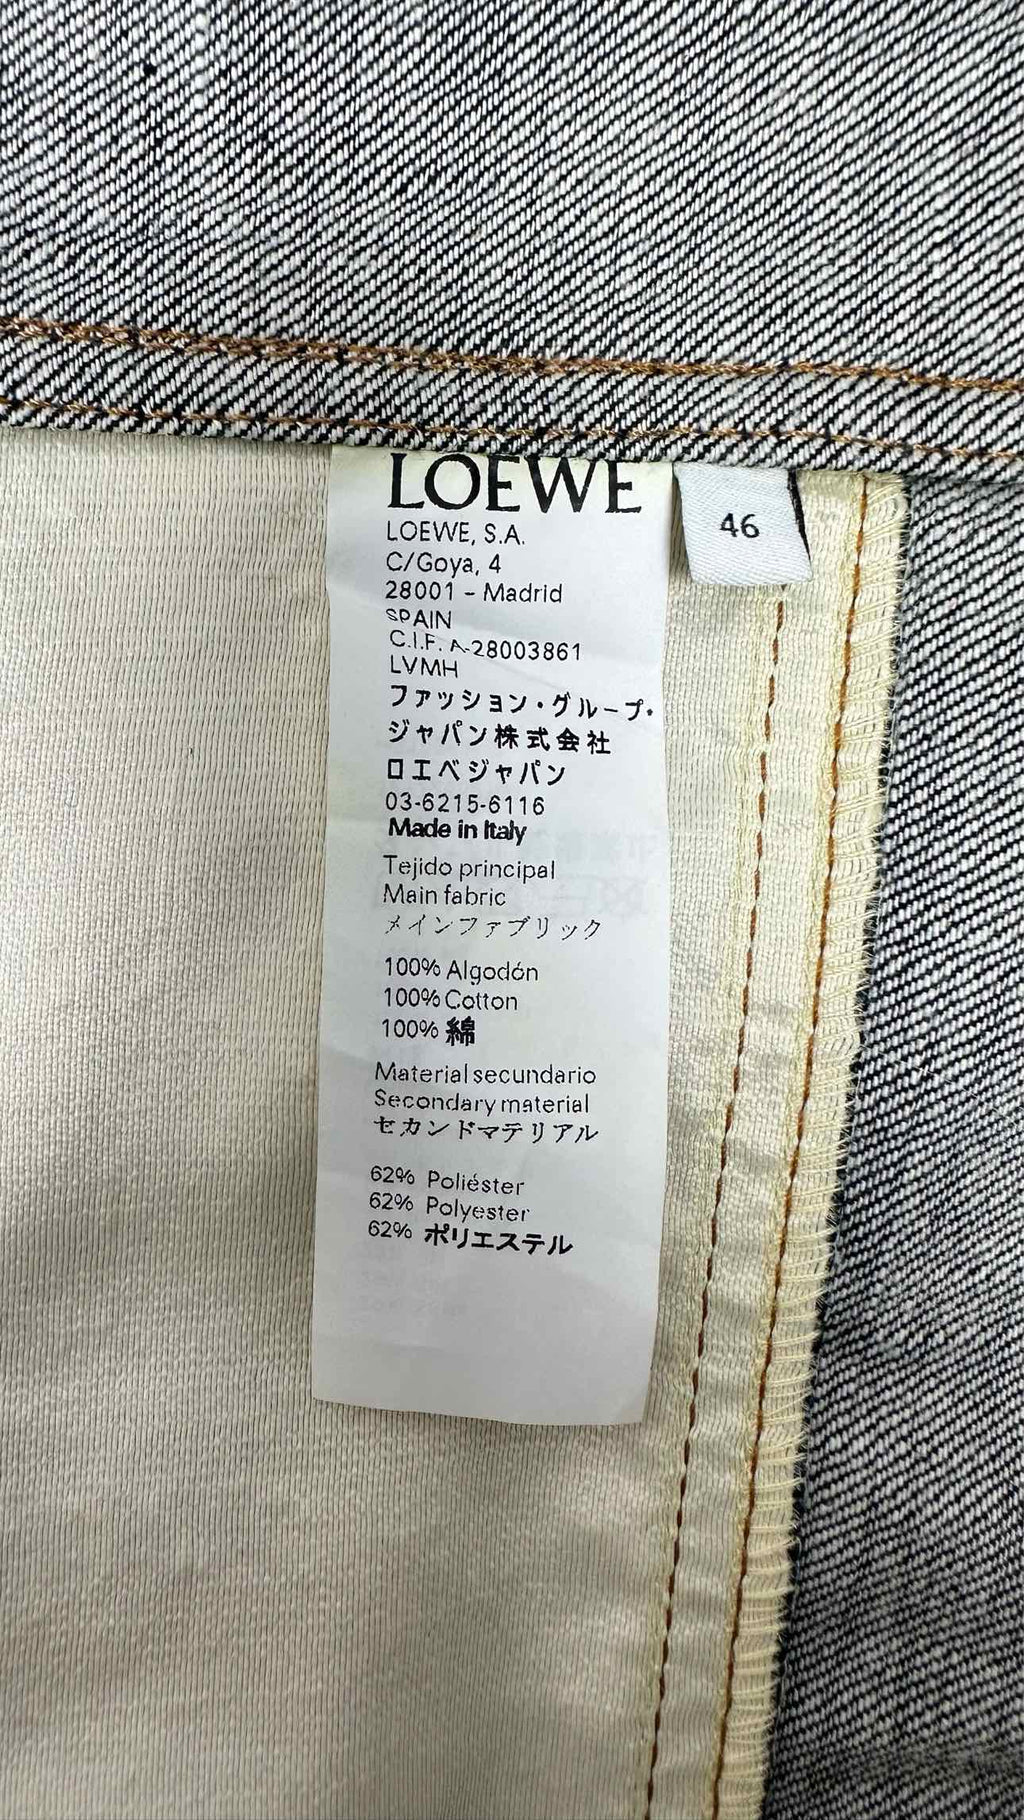 LOEWE
46
LOEWE, S.A.
C/Goya, 4
28001 - Madrid
SPAIN
C.I.F. A-28003861
LVMH
ファッション・グループ・
ジャパン株式会社
ロエベジャパン
03-6215-6116
Made in Italy
Tejido principal
Main fabric
メインファブリック
100% Algodón
100% Cotton
100% 綿
Material secundario
Secondary material
セカンドマテリアル
62% Poliéster
62% Polyester
62% ポリエステル